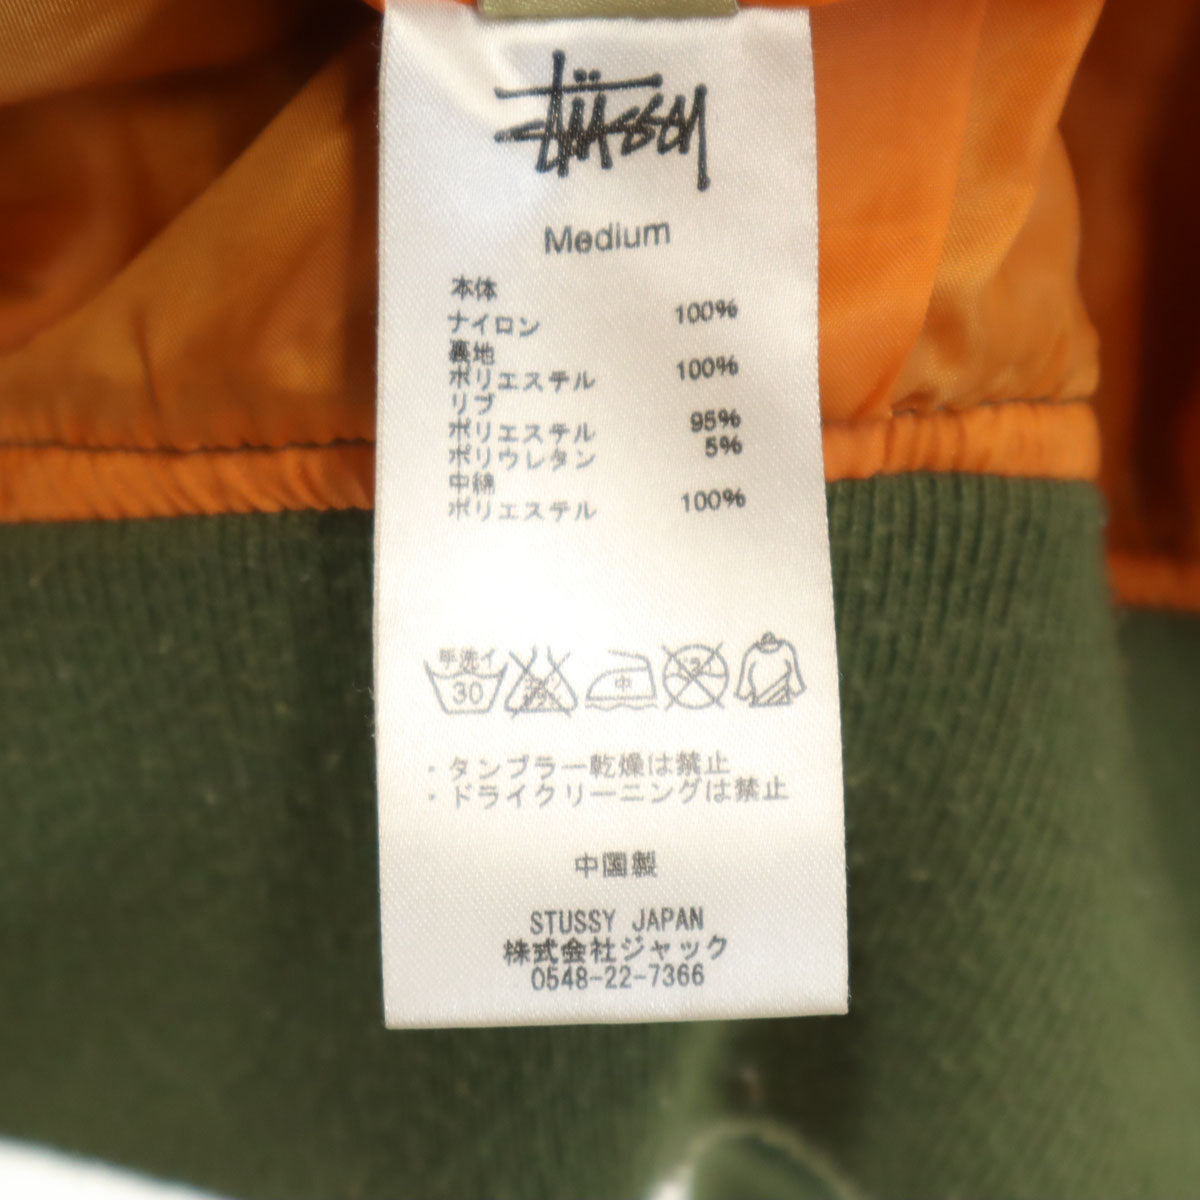 Stüssy
Medium
本体
ナイロン 100%
裏地
ポリエステル 100%
リブ
ポリエステル 95%
ポリウレタン 5%
中綿
ポリエステル 100%
手洗イ
30
中
・タンブラー乾燥は禁止
・ドライクリーニングは禁止
中国製
STUSSY JAPAN
株式会社ジャック
0548-22-7366